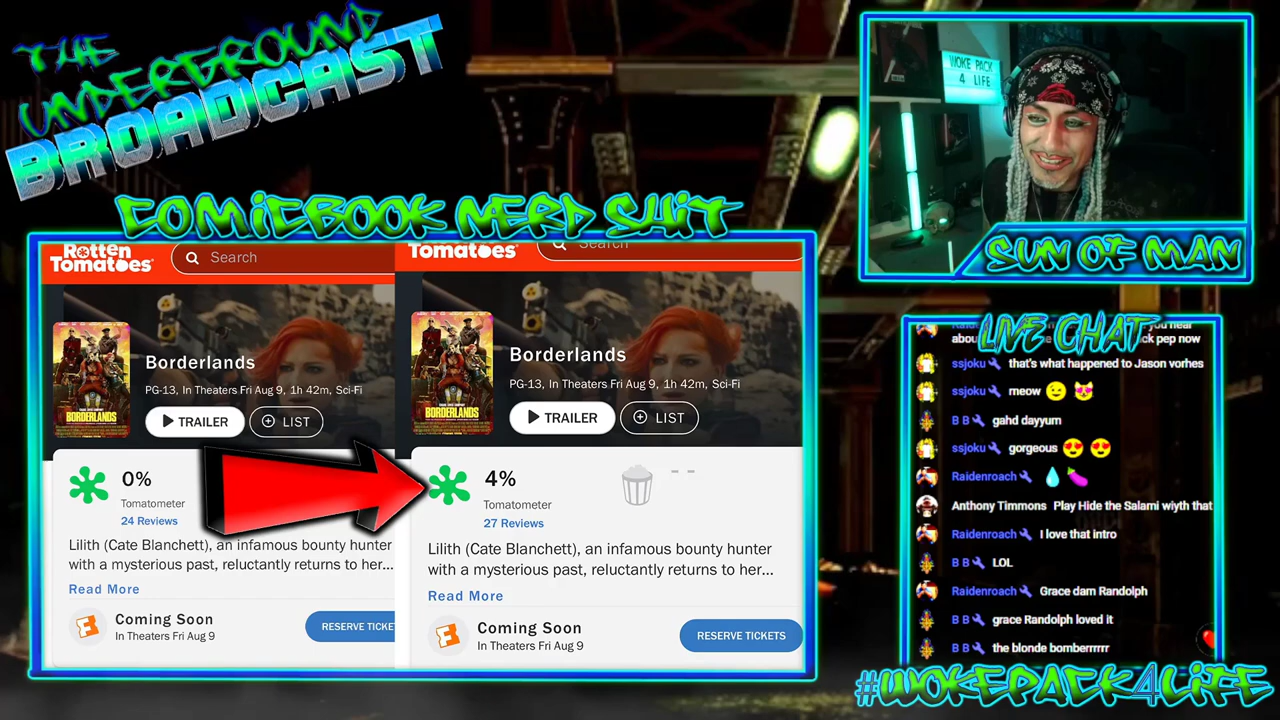 THE
UNDERGROUND
BROADCAST
COMICBOOK NERD SHIT
Rotten
Tomatoes
Search
Borderlands
PG-13, In Theaters Fri Aug 9, 1h 42m, Sci-Fi
TRAILER
LIST
BORDERLANDS
0%
Tomatometer
24 Reviews
Lilith (Cate Blanchett), an infamous bounty hunter
with a mysterious past, reluctantly returns to her...
Read More
Coming Soon
In Theaters Fri Aug 9
RESERVE TICKE
Tomatoes
Search
Borderlands
PG-13, In Theaters Fri Aug 9, 1h 42m, Sci-Fi
TRAILER
LIST
BORDERLANDS
4%
- -
Tomatometer
27 Reviews
Lilith (Cate Blanchett), an infamous bounty hunter
with a mysterious past, reluctantly returns to her...
Read More
Coming Soon
In Theaters Fri Aug 9
RESERVE TICKETS
WOKE PACK
4 LIFE
SUN OF MAN
LIVE CHAT
you hear
pep now
ssjoku that's what happened to Jason vorhes
ssjoku meow 😉 😻
B B gahd dayyum
ssjoku gorgeous 😍 😍
Raidenroach 💧 🍆
Anthony Timmons Play Hide the Salami wiyth that
Raidenroach I love that intro
B B LOL
Raidenroach Grace dam Randolph
B B grace Randolph loved it
B B the blonde bomberrrrrr
#WOKEPACK4LIFE